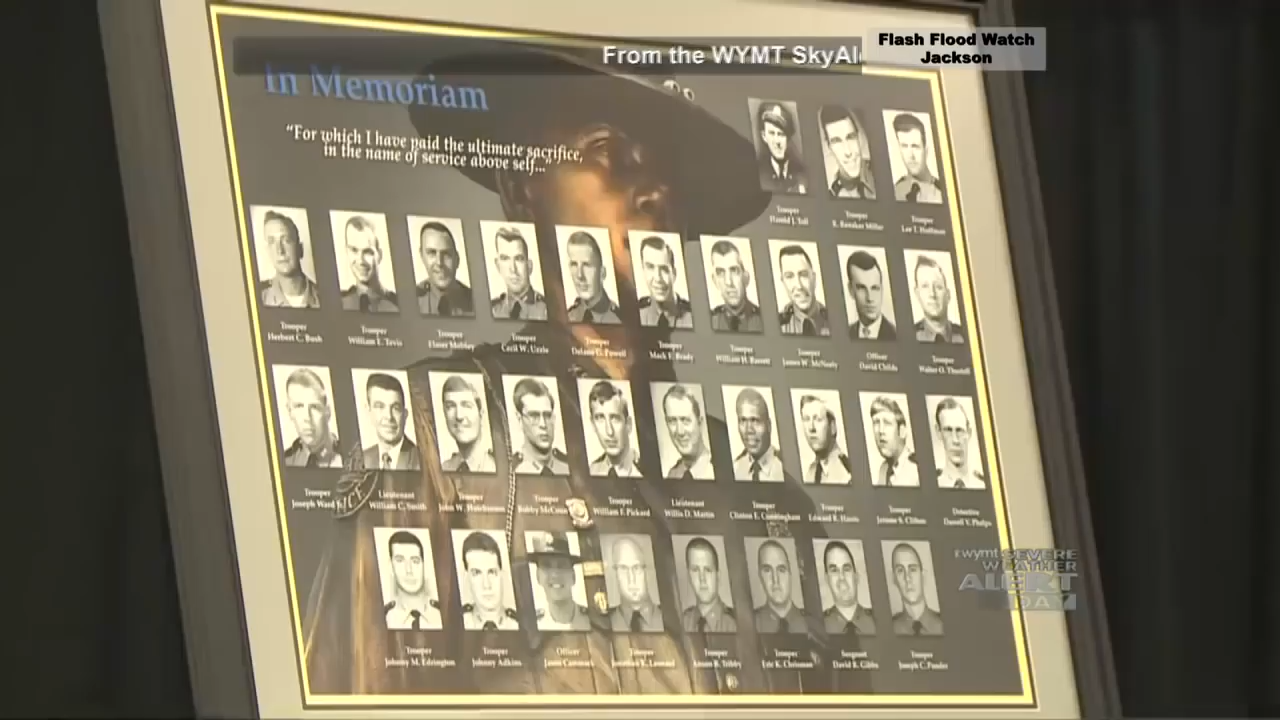 From the WYMT SkyAl
Flash Flood Watch
Jackson
In Memoriam
"For which I have paid the ultimate sacrifice,
in the name of service above self..."
Trooper
Harold J. Toll
Trooper
E. Rotsker Miller
Trooper
Lee T. Huffman
Trooper
Herbert C. Bush
Trooper
William E. Tevis
Trooper
Elmer Mobley
Trooper
Cecil W. Uzzle
Trooper
Delano G. Powell
Trooper
Mack E. Brady
Trooper
William H. Barrett
Trooper
James W. McNeely
Officer
David Childs
Trooper
Walter O. Thurtell
Trooper
Joseph Ward
Lieutenant
William C. Smith
Trooper
John W. Hutchinson
Trooper
Bobby
Trooper
William F. Pickard
Lieutenant
Willis D. Martin
Trooper
Clinton E. Cunningham
Trooper
Edward R. Harris
Trooper
Jerome S. Clifton
Detective
Darrell V. Phelps
Trooper
Johnny M. Edrington
Trooper
Johnny Adkins
Officer
Jason Cammack
Trooper
Jonathan K. Leonard
Trooper
Anson B. Tribby
Trooper
Eric K. Chrisman
Sergeant
David R. Gibbs
Trooper
Joseph C. Ponder
wymt SEVERE
WEATHER
ALERT
DAY